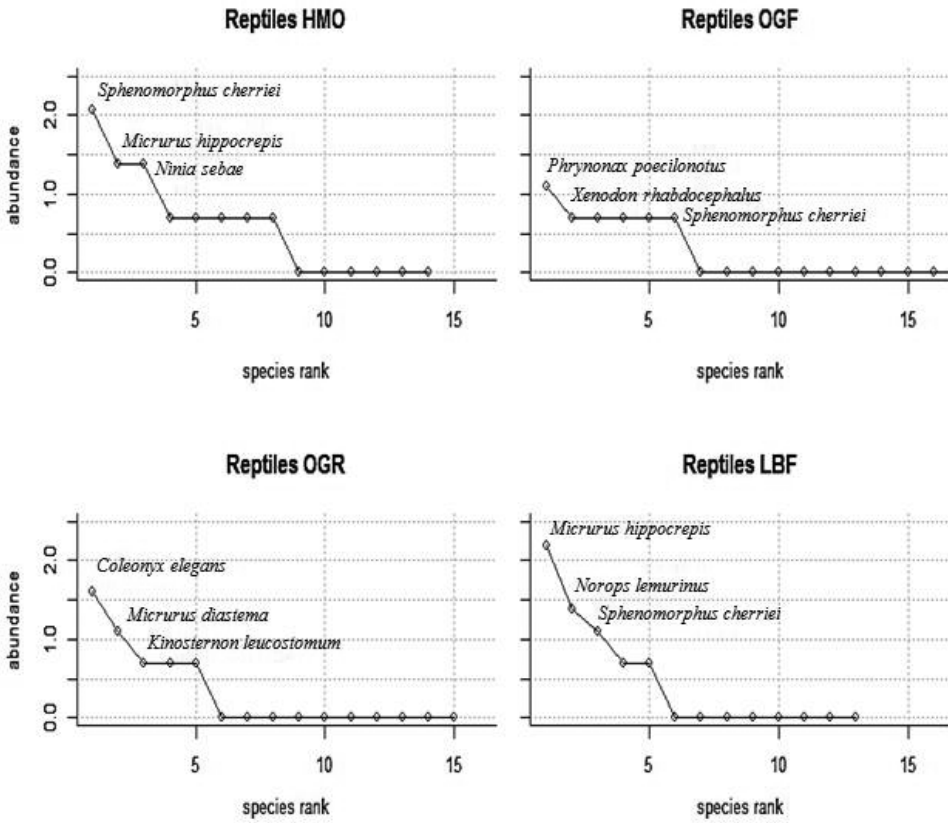 Reptiles HMO
Reptiles OGF
abundance
2.0
1.0
0.0
Sphenomorphus cherriei
Micrurus hippocrepis
Ninia sebae
Phrynonax poecilonotus
Xenodon rhabdocephalus
Sphenomorphus cherriei
5
10
15
5
10
15
species rank
species rank
Reptiles OGR
Reptiles LBF
abundance
2.0
1.0
0.0
Coleonyx elegans
Micrurus diastema
Kinosternon leucostomum
Micrurus hippocrepis
Norops lemurinus
Sphenomorphus cherriei
5
10
15
5
10
15
species rank
species rank